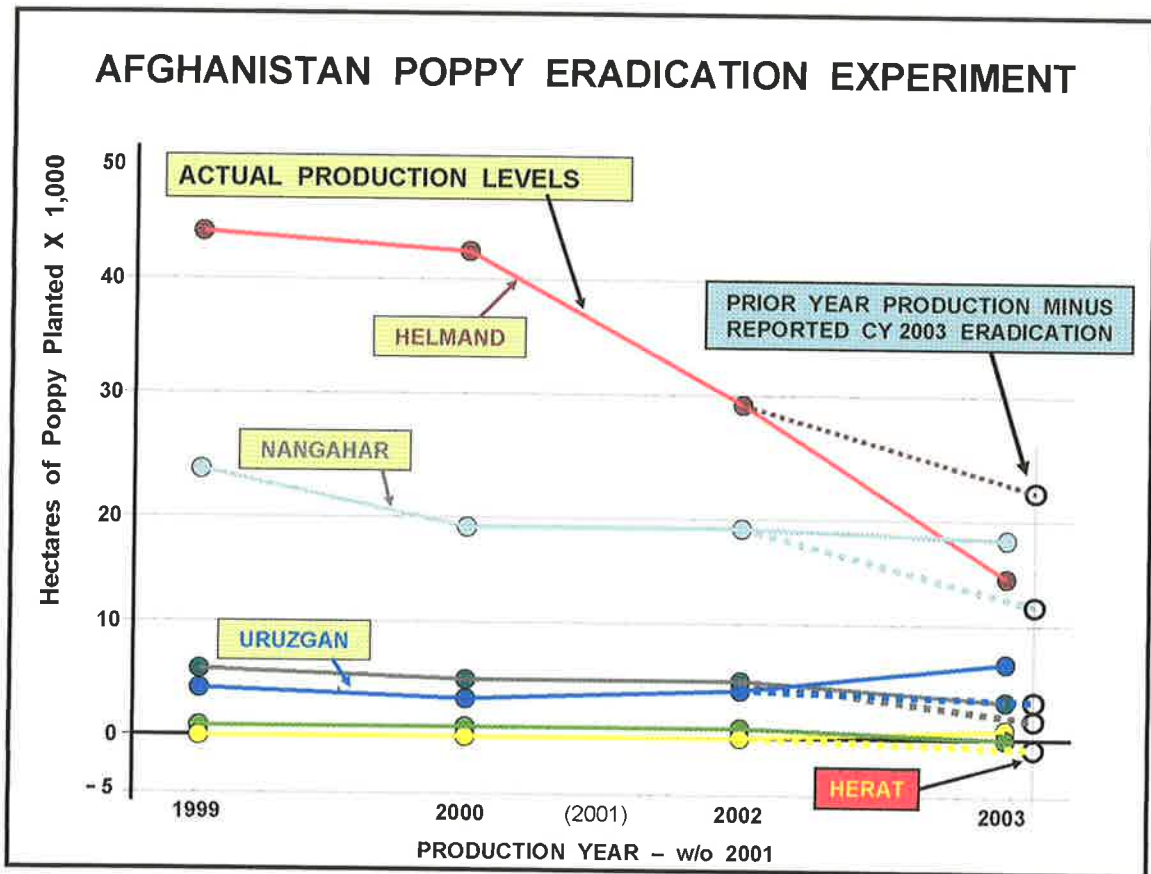 AFGHANISTAN POPPY ERADICATION EXPERIMENT
Hectares of Poppy Planted X 1,000
50
40
30
20
10
0
-5
ACTUAL PRODUCTION LEVELS
HELMAND
PRIOR YEAR PRODUCTION MINUS
REPORTED CY 2003 ERADICATION
NANGAHAR
URUZGAN
HERAT
1999
2000
(2001)
2002
2003
PRODUCTION YEAR – w/o 2001